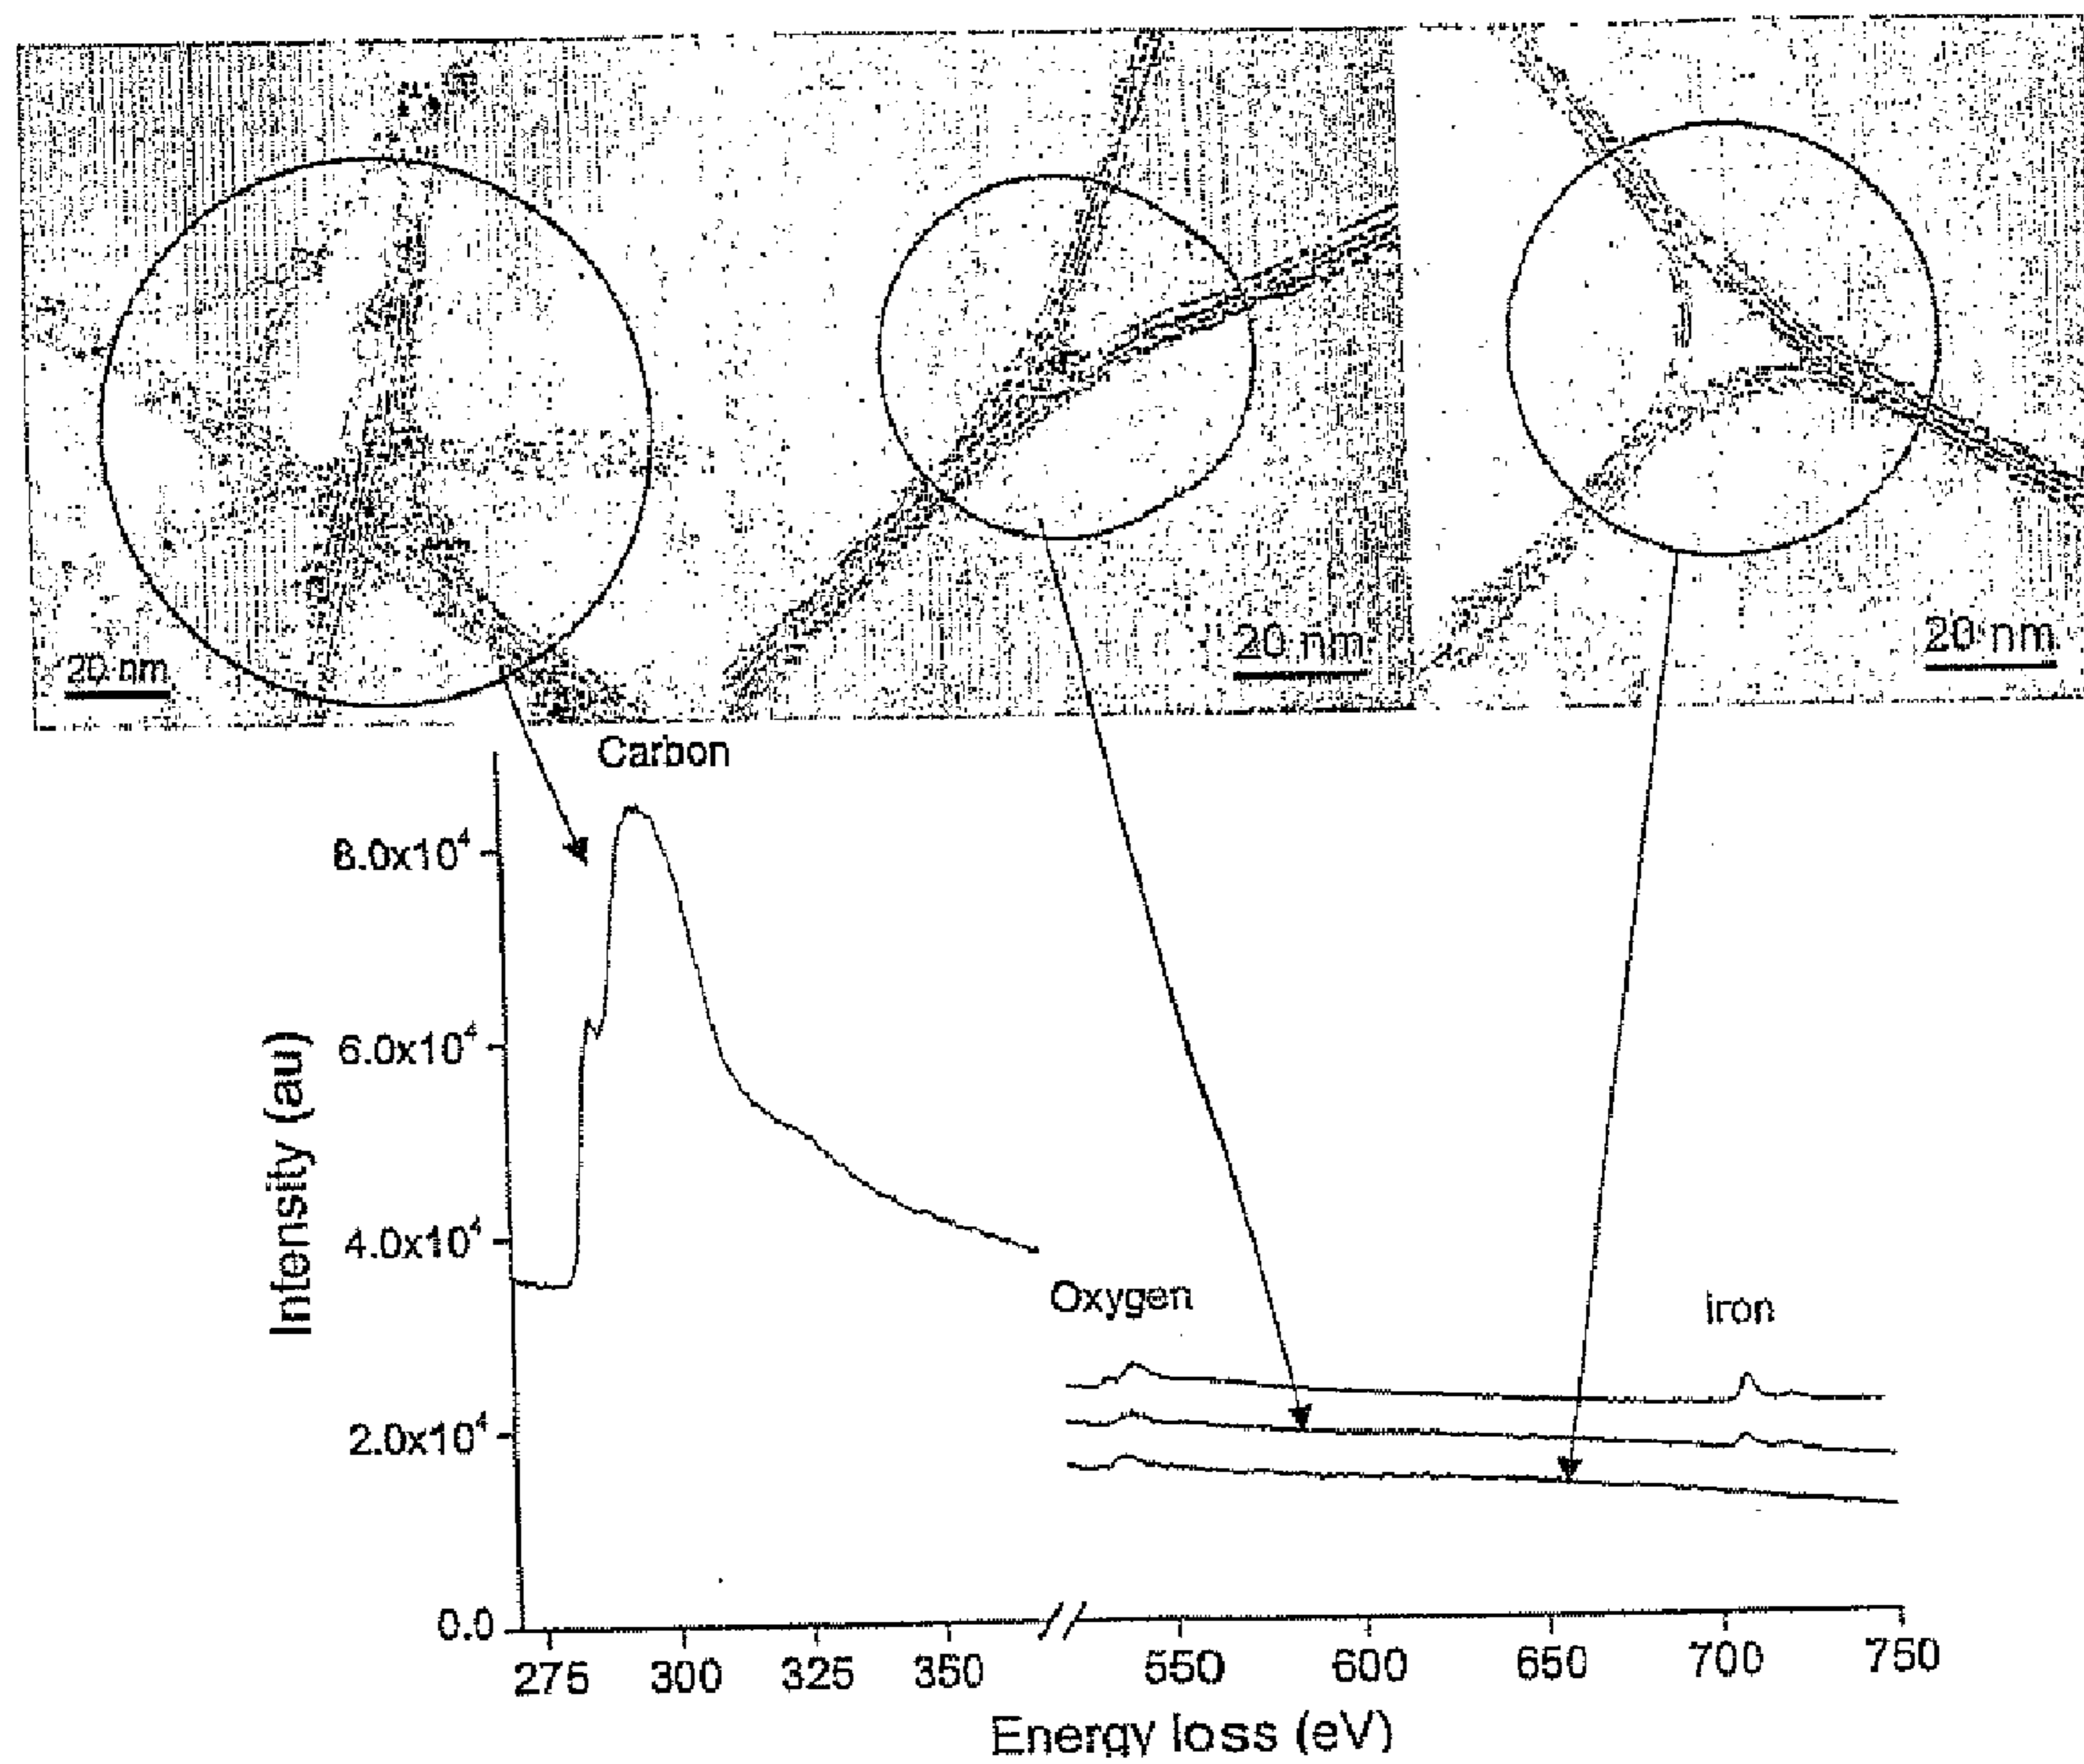 20 nm
20 nm
20 nm
Carbon
8.0x10⁴
6.0x10⁴
4.0x10⁴
2.0x10⁴
0.0
Intensity (au)
Oxygen
Iron
275
300
325
350
550
600
650
700
750
Energy loss (eV)